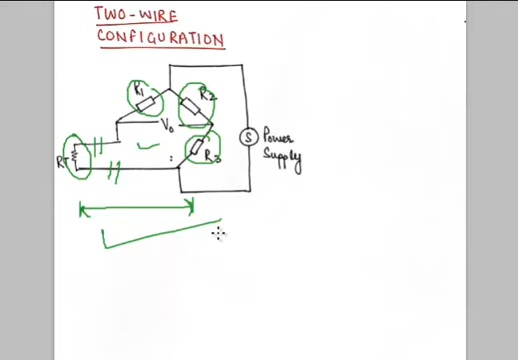 TWO-WIRE
CONFIGURATION
R1
R2
V0
S
Power
Supply
RT
R3